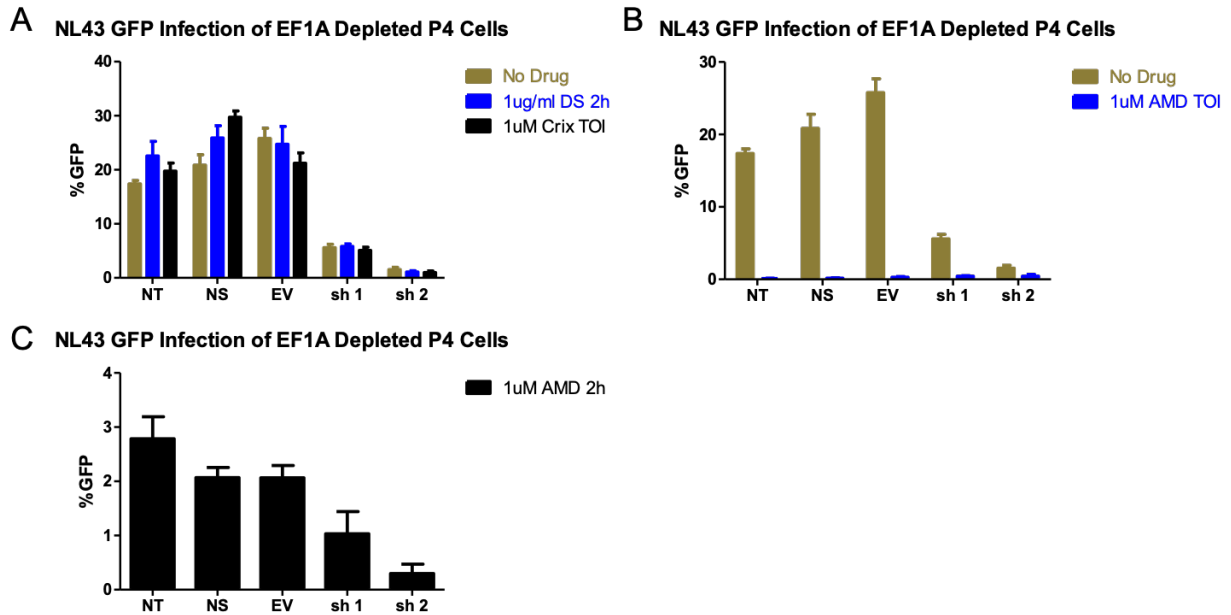 A
NL43 GFP Infection of EF1A Depleted P4 Cells
40
30
20
10
0
%GFP
NT NS EV sh 1 sh 2
No Drug
1ug/ml DS 2h
1uM Crix TOI
B
NL43 GFP Infection of EF1A Depleted P4 Cells
30
20
10
0
%GFP
NT NS EV sh 1 sh 2
No Drug
1uM AMD TOI
C
NL43 GFP Infection of EF1A Depleted P4 Cells
4
3
2
1
0
%GFP
NT NS EV sh 1 sh 2
1uM AMD 2h